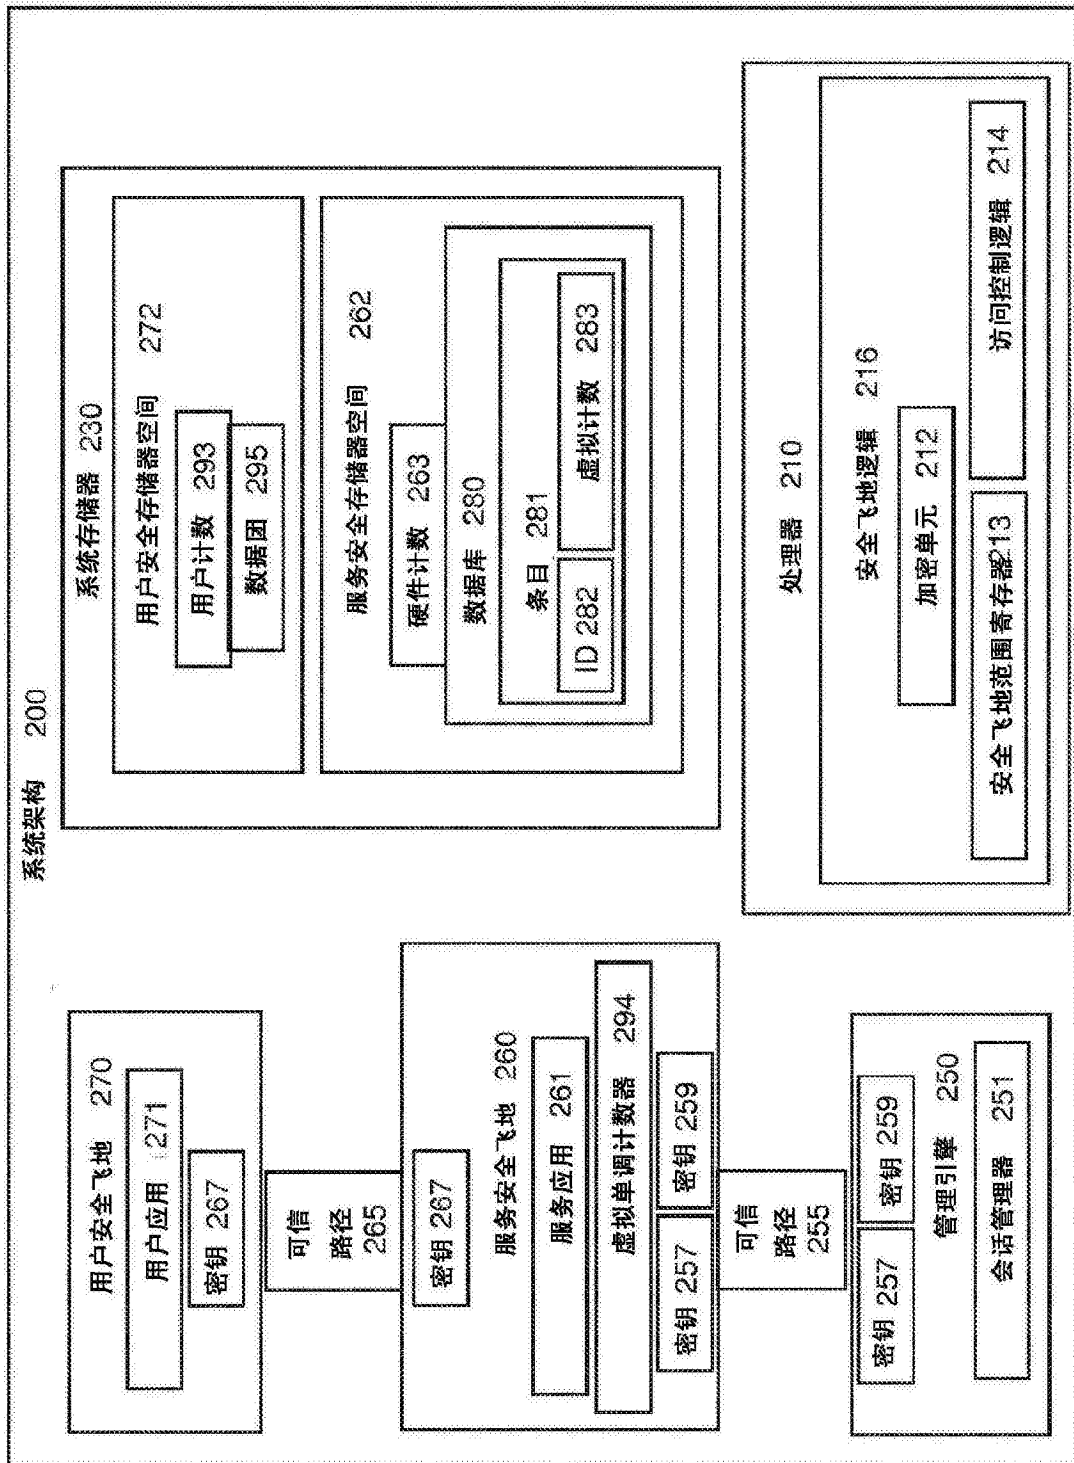 系统架构 200
用户安全飞地 270
用户应用 271
密钥 267
可信
路径
265
密钥 267
服务安全飞地 260
服务应用 261
虚拟单调计数器 294
密钥 257
密钥 259
可信
路径
255
密钥 257
密钥 259
管理引擎 250
会话管理器 251
系统存储器 230
用户安全存储器空间 272
用户计数 293
数据团 295
服务安全存储器空间 262
硬件计数 263
数据库 280
条目 281
ID 282
虚拟计数 283
处理器 210
安全飞地逻辑 216
加密单元 212
安全飞地范围寄存器213
访问控制逻辑 214